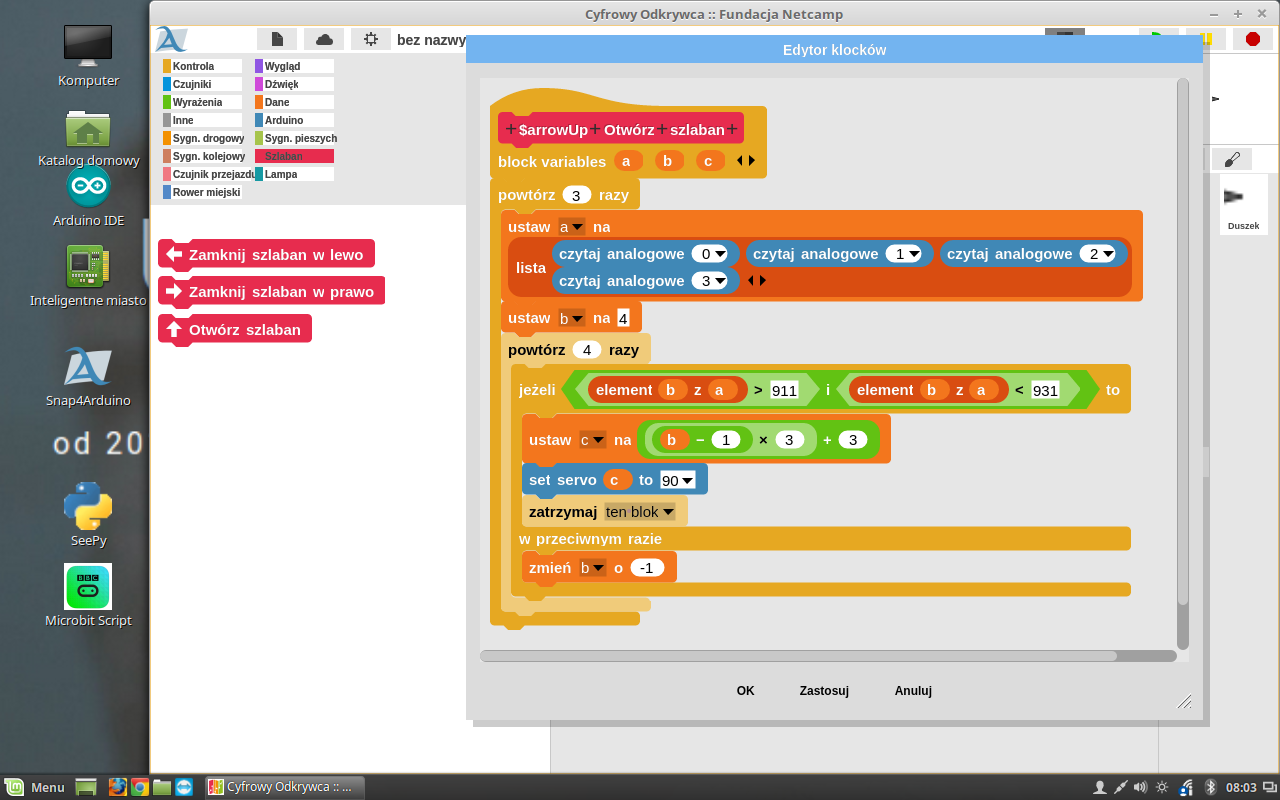 Cyfrowy Odkrywca :: Fundacja Netcamp
Komputer
Katalog domowy
Arduino IDE
Inteligentne miasto
Snap4Arduino
od 20
SeePy
Microbit Script
bez nazwy
Kontrola
Wygląd
Czujniki
Dźwięk
Wyrażenia
Dane
Inne
Arduino
Sygn. drogowy
Sygn. pieszych
Sygn. kolejowy
Szlaban
Czujnik przejazdu
Lampa
Rower miejski
Zamknij szlaban w lewo
Zamknij szlaban w prawo
Otwórz szlaban
Edytor klocków
+ $arrowUp + Otwórz + szlaban +
block variables a b c
powtórz 3 razy
ustaw a na
lista czytaj analogowe 0 czytaj analogowe 1 czytaj analogowe 2
czytaj analogowe 3
ustaw b na 4
powtórz 4 razy
jeżeli element b z a > 911 i element b z a < 931 to
ustaw c na b − 1 × 3 + 3
set servo c to 90
zatrzymaj ten blok
w przeciwnym razie
zmień b o -1
OK Zastosuj Anuluj
Duszek
Menu
Cyfrowy Odkrywca :: ...
08:03